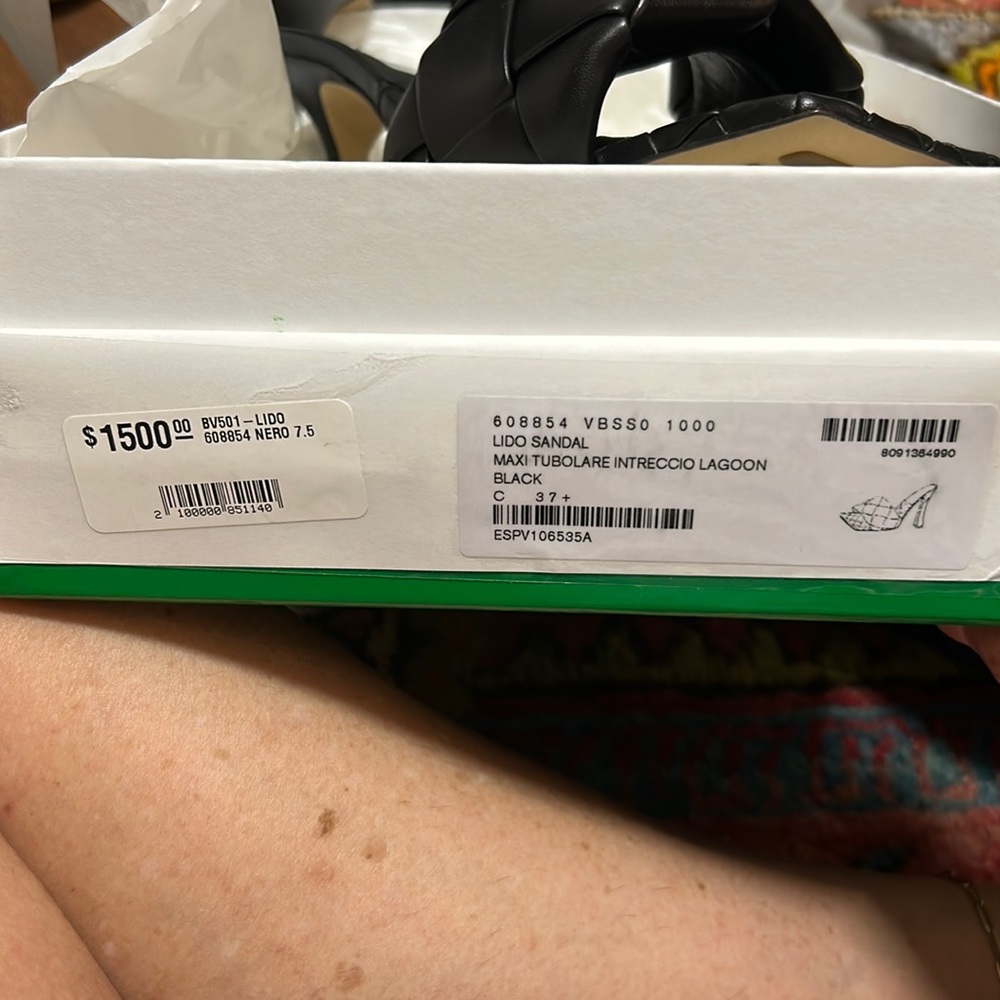 $1500.00 BV501-LIDO
608854 NERO 7.5
2 100000 851140
608854 VBSS0 1000
LIDO SANDAL
MAXI TUBOLARE INTRECCIO LAGOON
BLACK
C 37+
ESPV106535A
8091364990